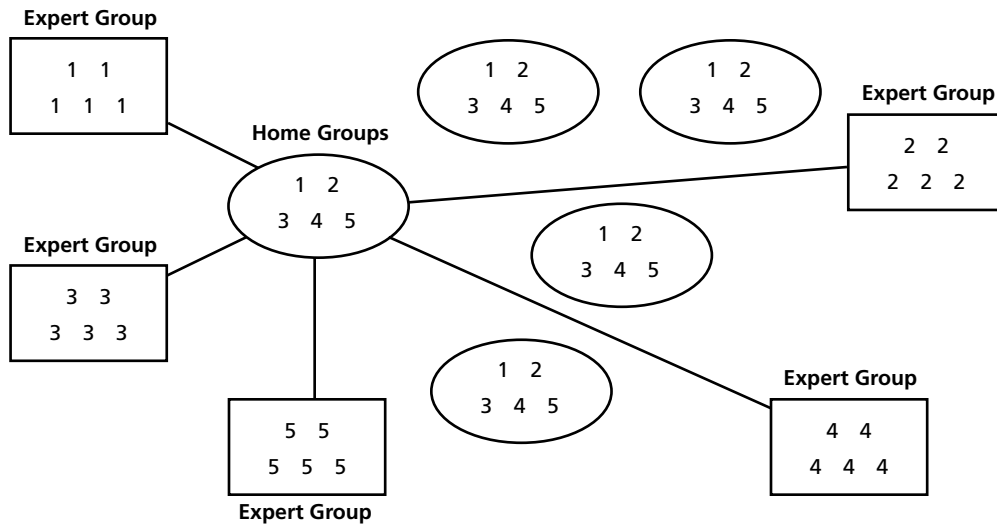 Expert Group
1 1
1 1 1
Home Groups
1 2
3 4 5
1 2
3 4 5
1 2
3 4 5
Expert Group
2 2
2 2 2
Expert Group
3 3
3 3 3
1 2
3 4 5
1 2
3 4 5
5 5
5 5 5
Expert Group
Expert Group
4 4
4 4 4